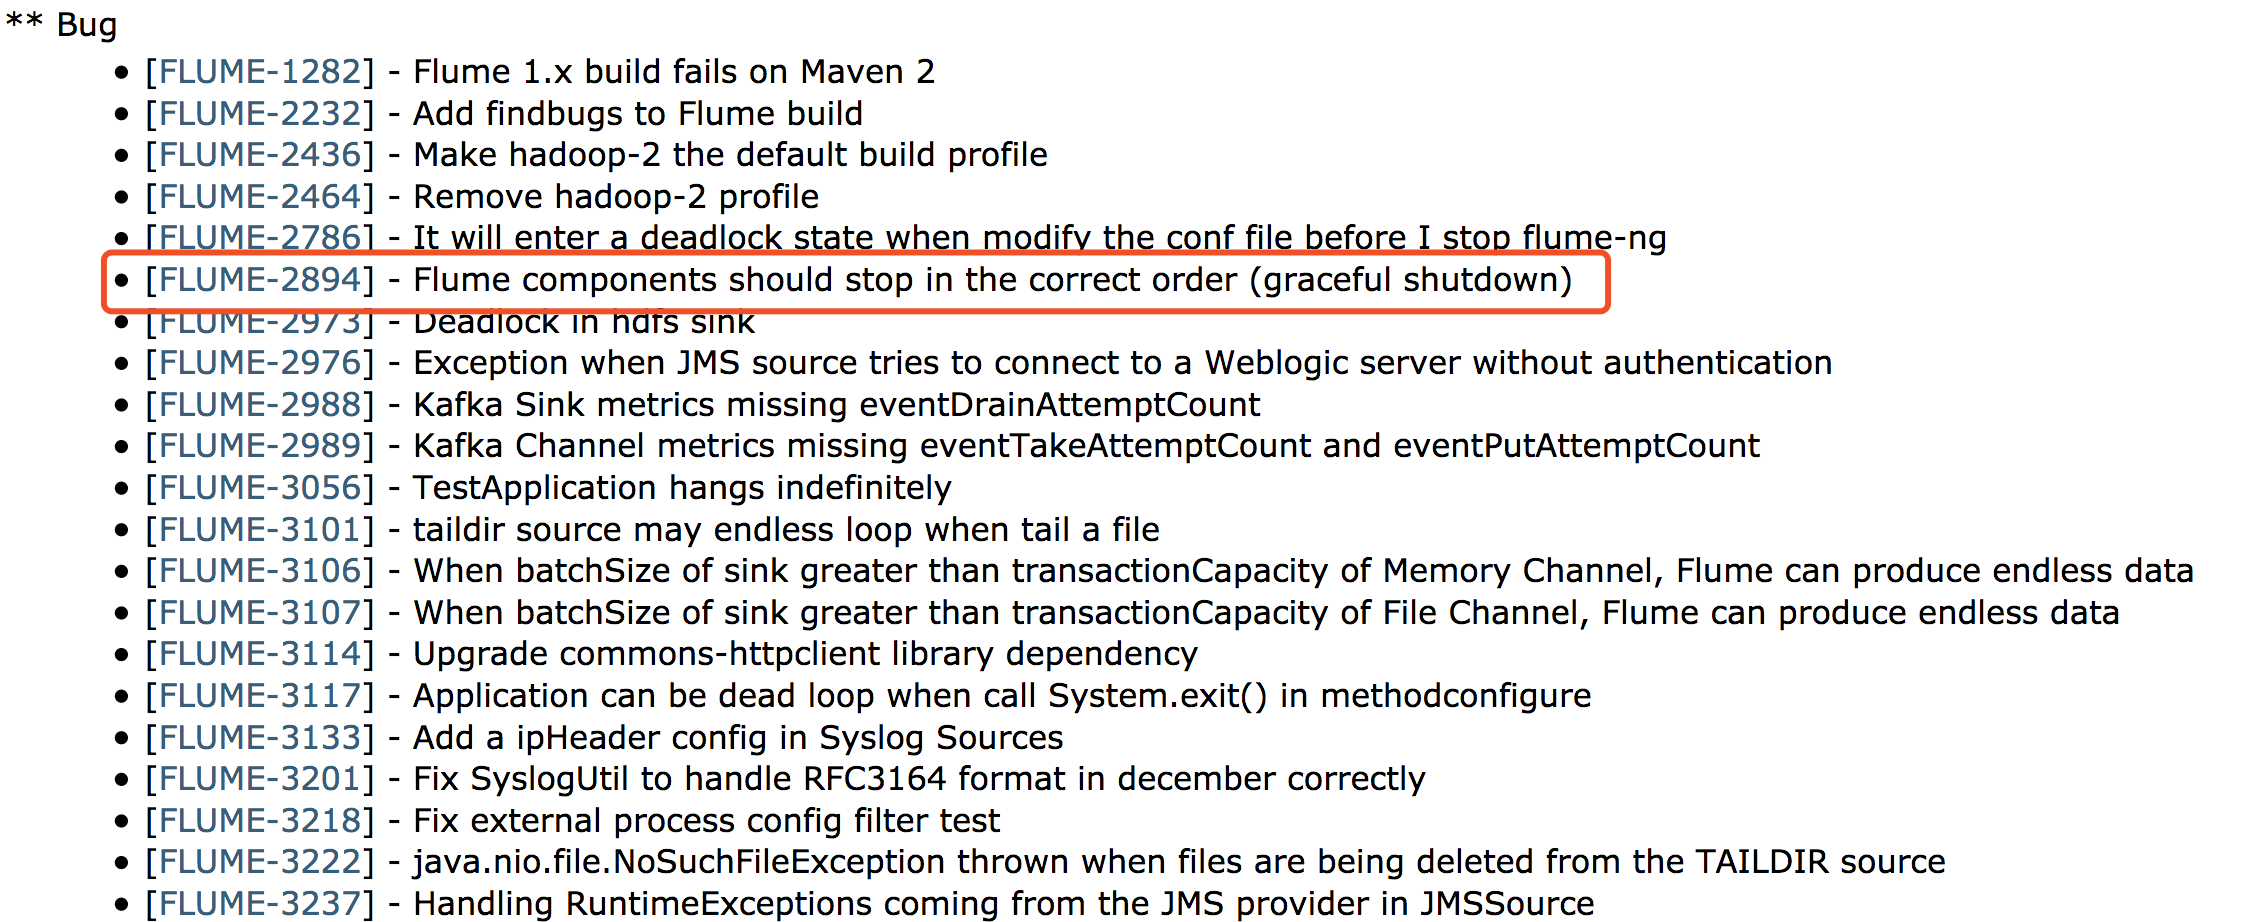 ** Bug
• [FLUME-1282] - Flume 1.x build fails on Maven 2
• [FLUME-2232] - Add findbugs to Flume build
• [FLUME-2436] - Make hadoop-2 the default build profile
• [FLUME-2464] - Remove hadoop-2 profile
• [FLUME-2786] - It will enter a deadlock state when modify the conf file before I stop flume-ng
• [FLUME-2894] - Flume components should stop in the correct order (graceful shutdown)
• [FLUME-2973] - Deadlock in hdfs sink
• [FLUME-2976] - Exception when JMS source tries to connect to a Weblogic server without authentication
• [FLUME-2988] - Kafka Sink metrics missing eventDrainAttemptCount
• [FLUME-2989] - Kafka Channel metrics missing eventTakeAttemptCount and eventPutAttemptCount
• [FLUME-3056] - TestApplication hangs indefinitely
• [FLUME-3101] - taildir source may endless loop when tail a file
• [FLUME-3106] - When batchSize of sink greater than transactionCapacity of Memory Channel, Flume can produce endless data
• [FLUME-3107] - When batchSize of sink greater than transactionCapacity of File Channel, Flume can produce endless data
• [FLUME-3114] - Upgrade commons-httpclient library dependency
• [FLUME-3117] - Application can be dead loop when call System.exit() in methodconfigure
• [FLUME-3133] - Add a ipHeader config in Syslog Sources
• [FLUME-3201] - Fix SyslogUtil to handle RFC3164 format in december correctly
• [FLUME-3218] - Fix external process config filter test
• [FLUME-3222] - java.nio.file.NoSuchFileException thrown when files are being deleted from the TAILDIR source
• [FLUME-3237] - Handling RuntimeExceptions coming from the JMS provider in JMSSource